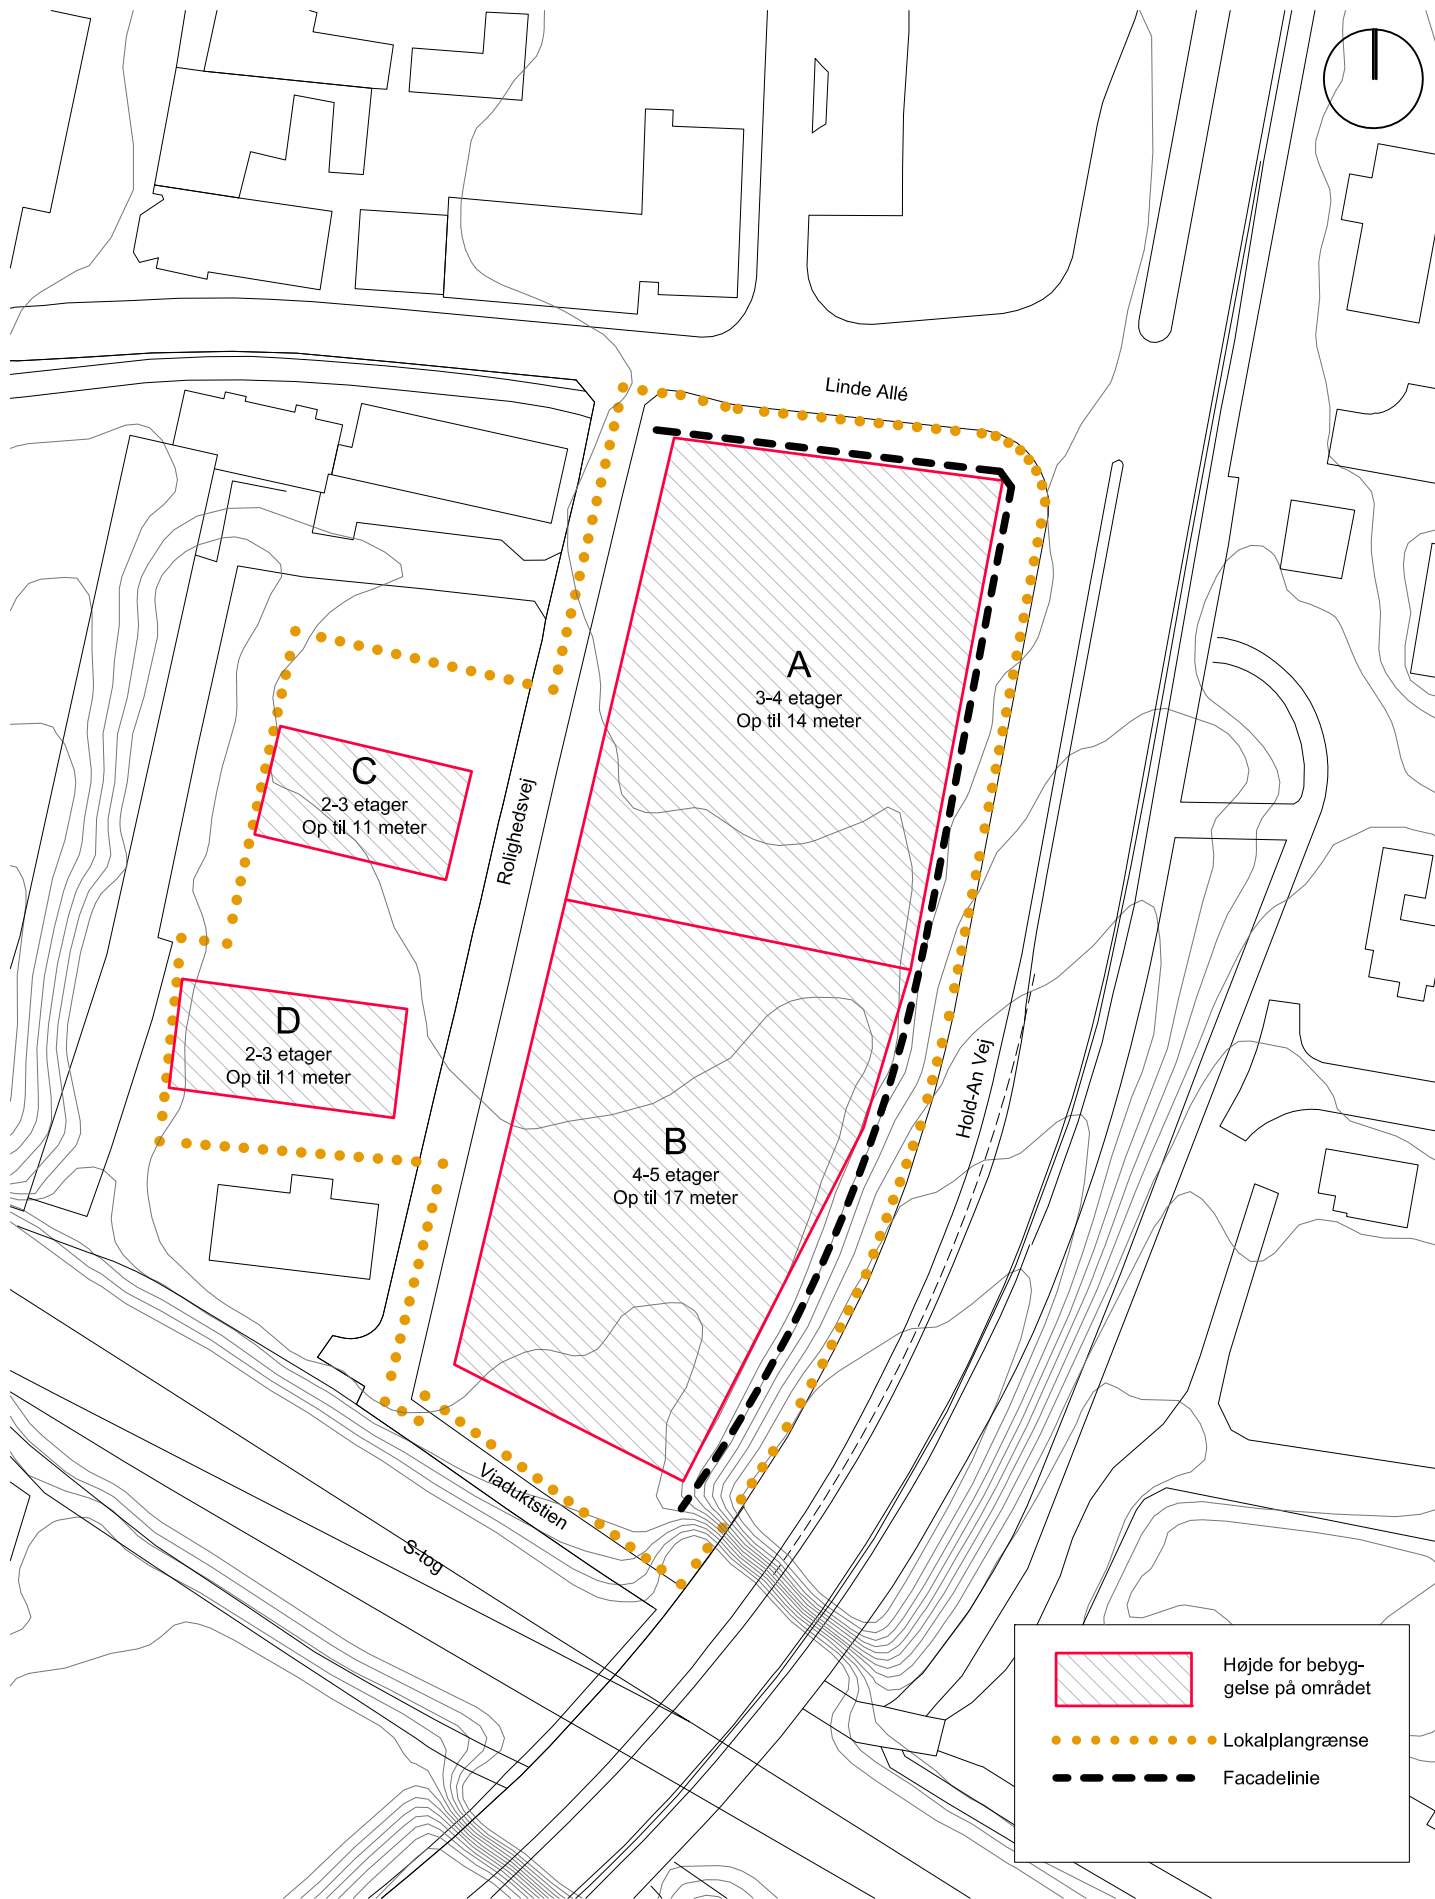 Linde Allé
A
3-4 etager
Op til 14 meter
C
2-3 etager
Op til 11 meter
Rolighedsvej
D
2-3 etager
Op til 11 meter
Hold-An Vej
B
4-5 etager
Op til 17 meter
Viaduktstien
S-tog
Højde for bebyg-
gelse på området
Lokalplangrænse
Facadelinie